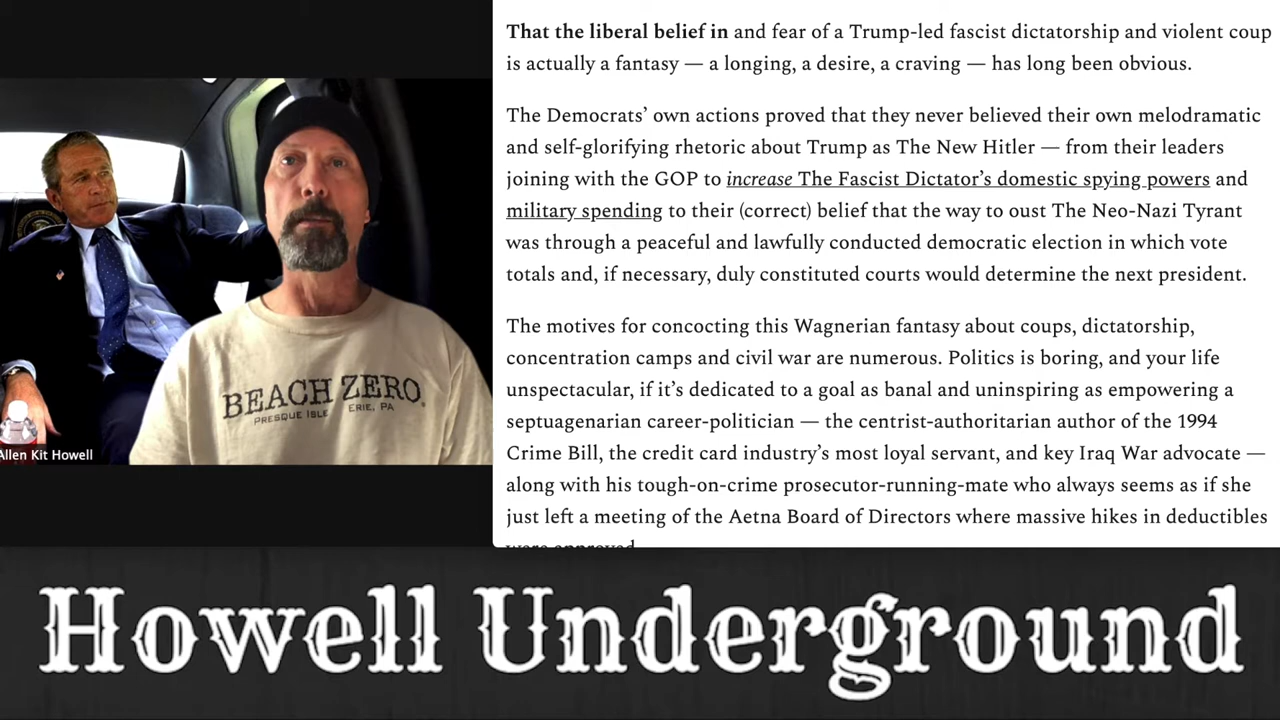 That the liberal belief in and fear of a Trump-led fascist dictatorship and violent coup
is actually a fantasy — a longing, a desire, a craving — has long been obvious.
The Democrats’ own actions proved that they never believed their own melodramatic
and self-glorifying rhetoric about Trump as The New Hitler — from their leaders
joining with the GOP to increase The Fascist Dictator’s domestic spying powers and
military spending to their (correct) belief that the way to oust The Neo-Nazi Tyrant
was through a peaceful and lawfully conducted democratic election in which vote
totals and, if necessary, duly constituted courts would determine the next president.
The motives for concocting this Wagnerian fantasy about coups, dictatorship,
concentration camps and civil war are numerous. Politics is boring, and your life
unspectacular, if it’s dedicated to a goal as banal and uninspiring as empowering a
septuagenarian career-politician — the centrist-authoritarian author of the 1994
Crime Bill, the credit card industry’s most loyal servant, and key Iraq War advocate —
along with his tough-on-crime prosecutor-running-mate who always seems as if she
just left a meeting of the Aetna Board of Directors where massive hikes in deductibles
were approved.
BEACH ZERO
PRESQUE ISLE ERIE, PA
Allen Kit Howell
Howell Underground